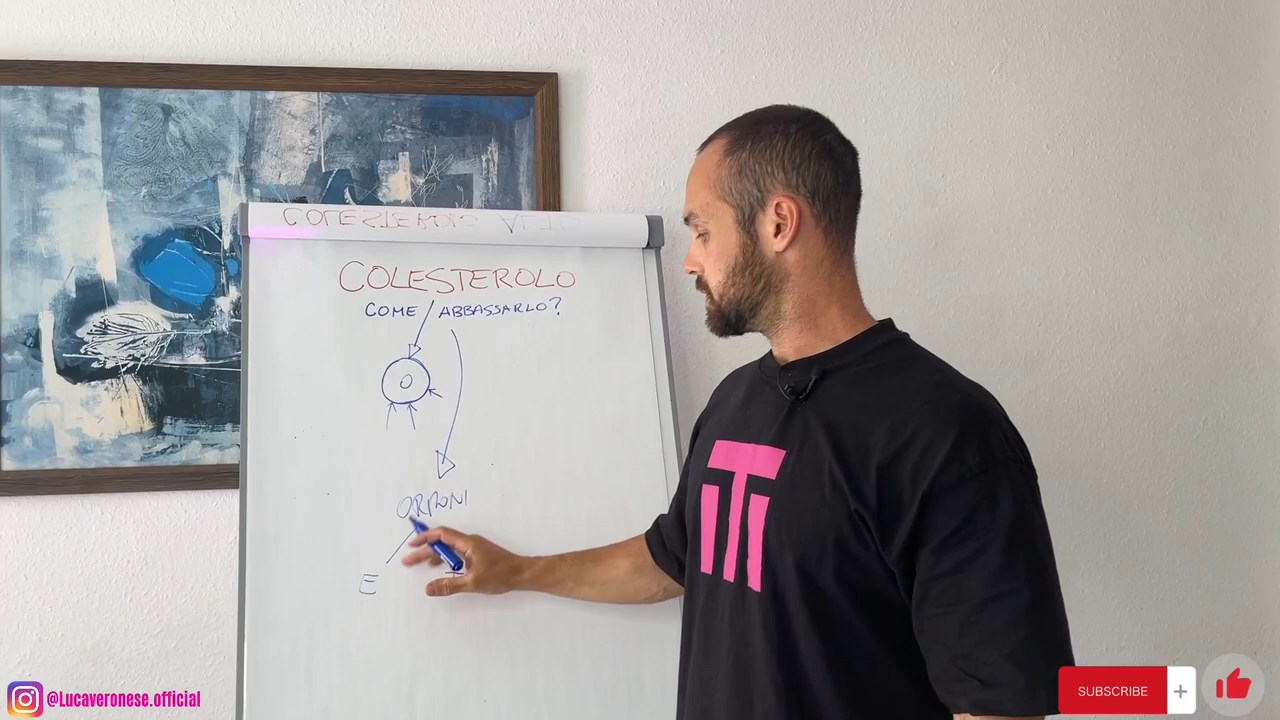 COLESTEROLO
COME ABBASSARLO?
O
ORMONI
E
@Lucaveronese.official
SUBSCRIBE
+